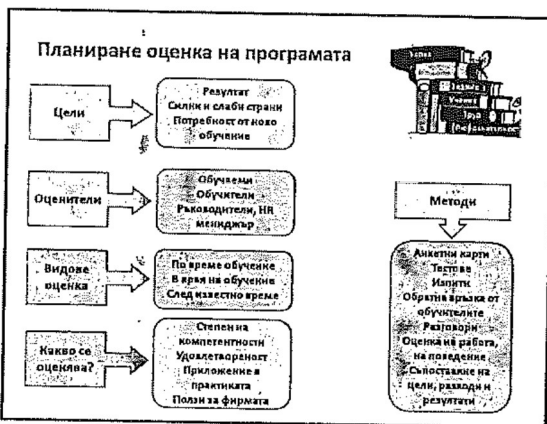 Планиране оценка на програмата
Цели
Резултат
Силни и слаби страни
Потребност от ново
обучение
Оценители
Обучаеми
Обучители
Ръководители, HR
мениджър
Видове
оценка
По време обучение
В края на обучение
След известно време
Какво се
оценява?
Степен на
компетентности
Удовлетвореност
Приложение в
практиката
Ползи за фирмата
Методи
Анкетни карти
Тестове
Изпити
Обратна връзка от
обучителите
Разговори
Оценка на работа,
на поведение
Съпоставяне на
цели, разходи и
резултати